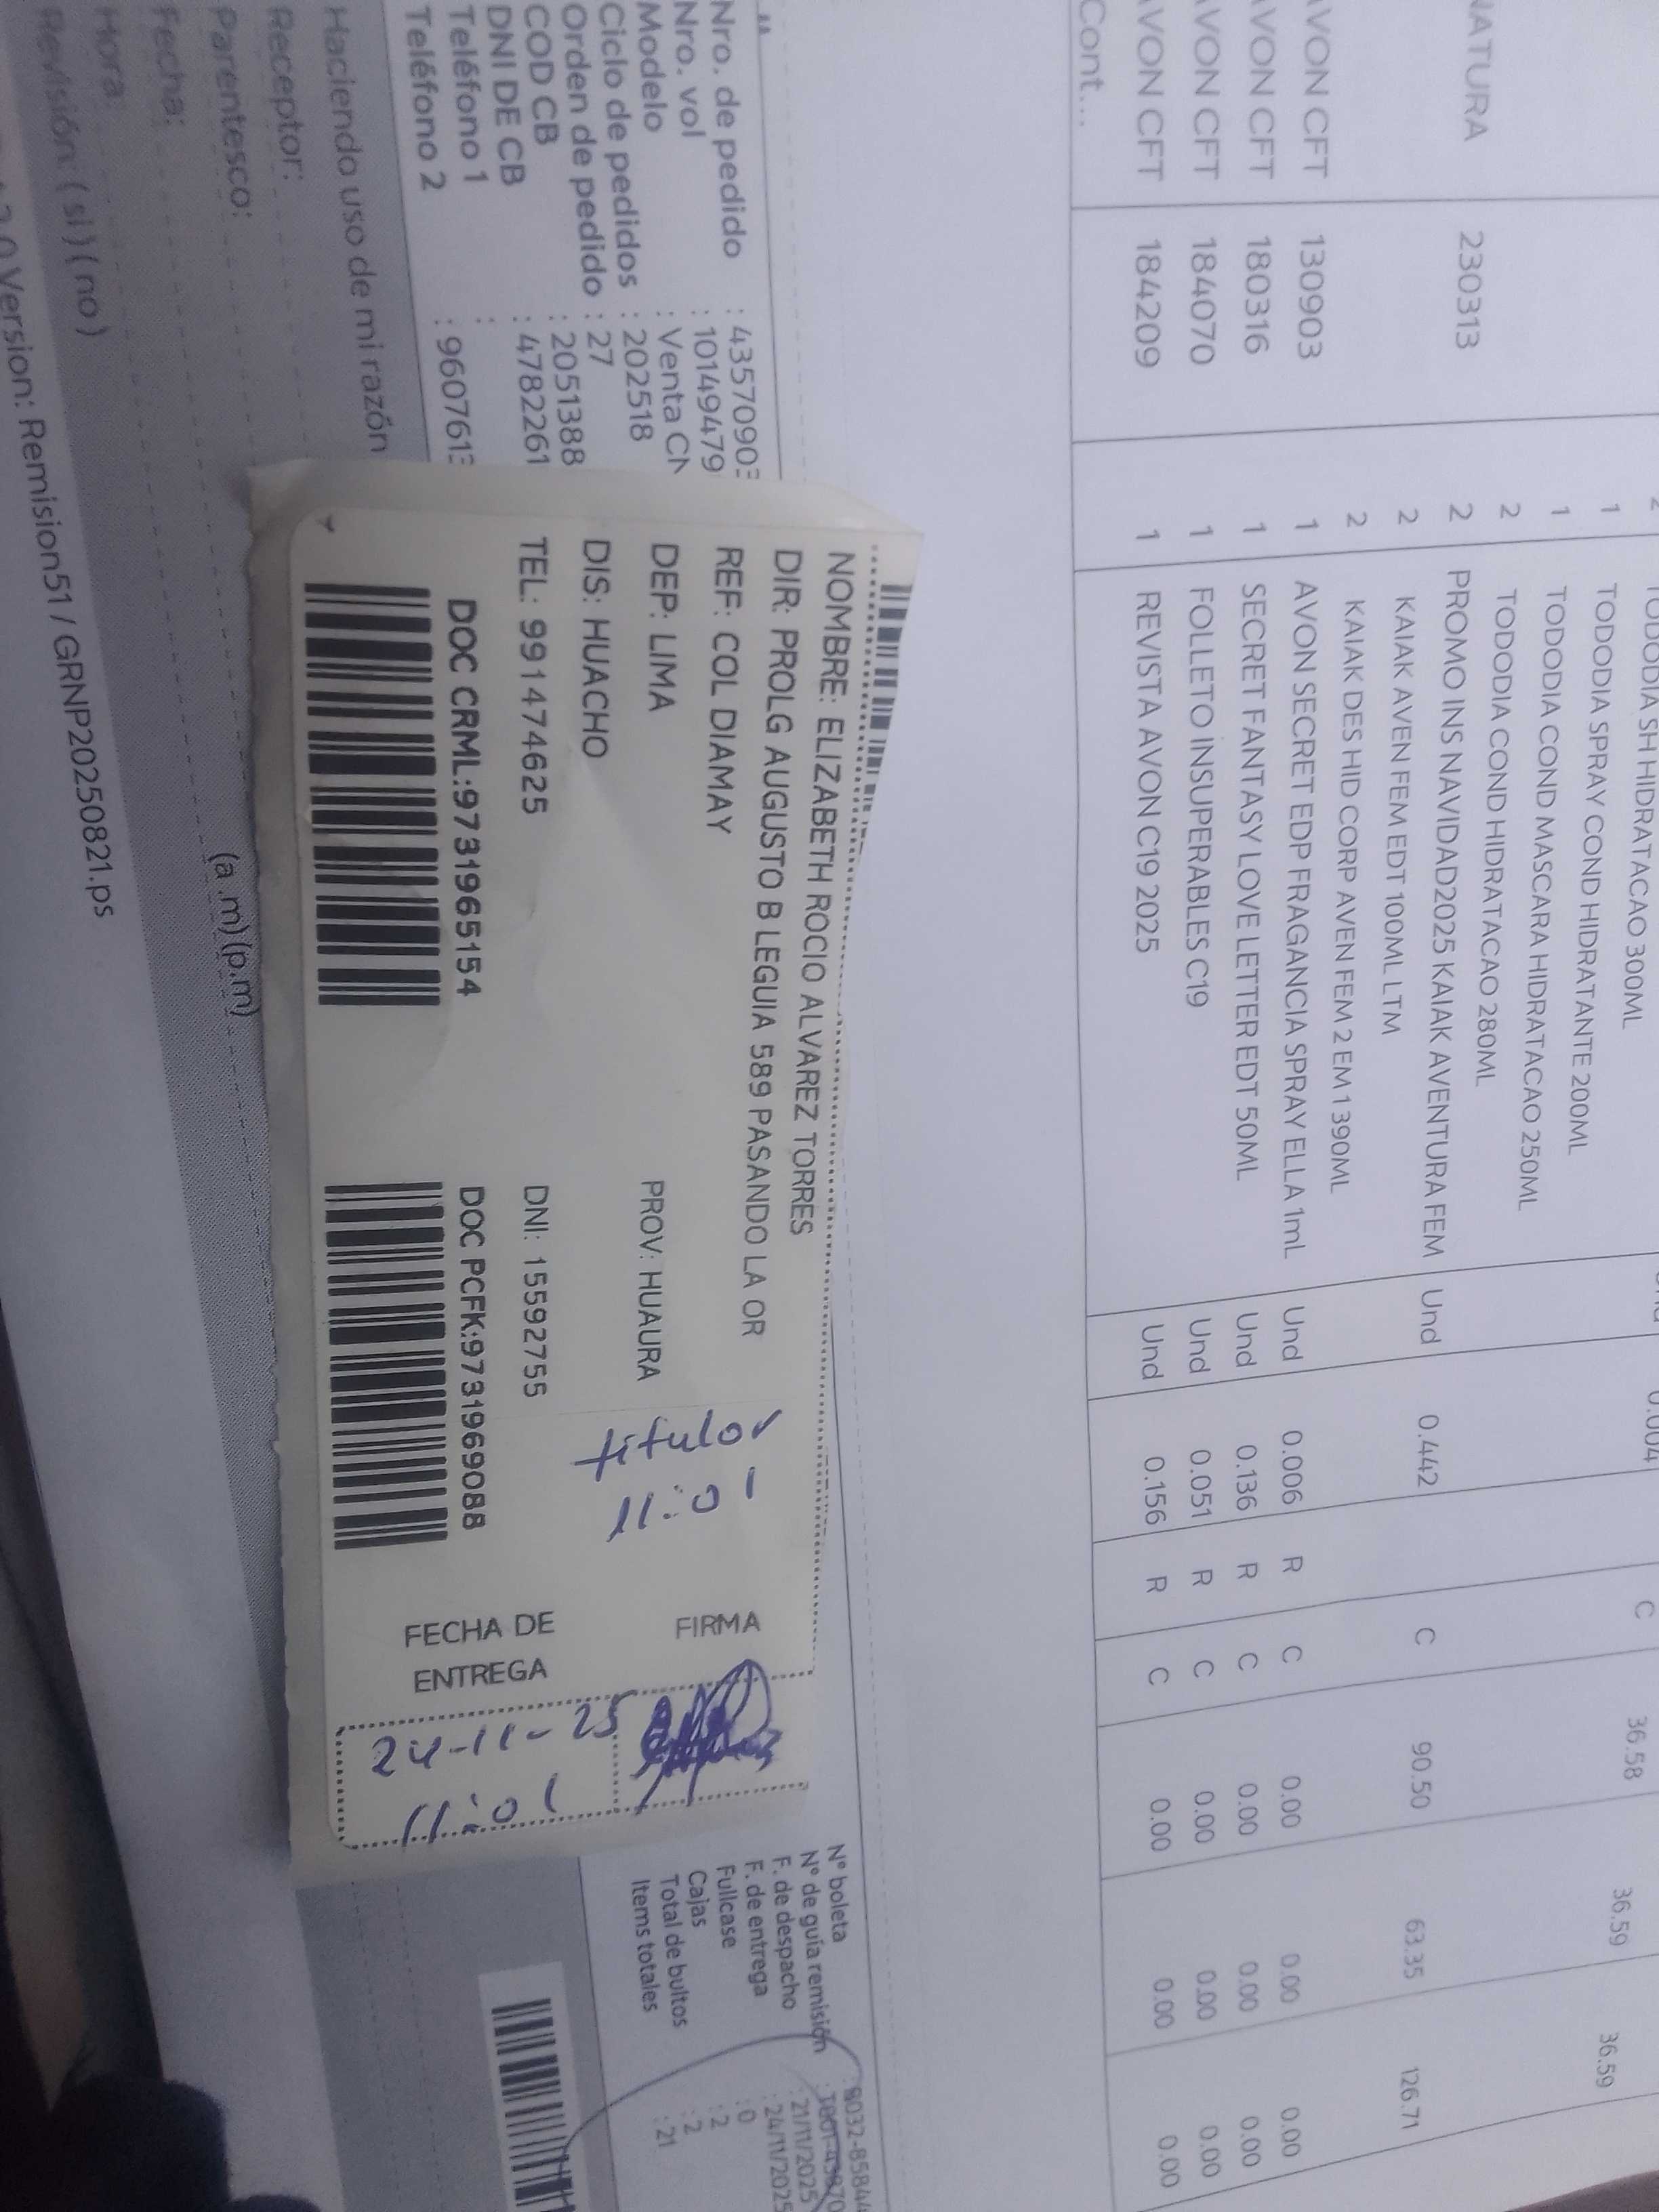 TODODIA SH HIDRATACAO 300ML
0.004 C 36.58 36.59 36.59
1 TODODIA SPRAY COND HIDRATANTE 200ML
1 TODODIA COND MASCARA HIDRATACAO 250ML
2 TODODIA COND HIDRATACAO 280ML
NATURA 230313 2 PROMO INS NAVIDAD2025 KAIAK AVENTURA FEM Und 0.442 C 90.50 63.35 126.71
2 KAIAK AVEN FEM EDT 100ML LTM
2 KAIAK DES HID CORP AVEN FEM 2 EM 1 390ML
AVON CFT 130903 1 AVON SECRET EDP FRAGANCIA SPRAY ELLA 1mL Und 0.006 R C 0.00 0.00 0.00
AVON CFT 180316 1 SECRET FANTASY LOVE LETTER EDT 50ML Und 0.136 R C 0.00 0.00 0.00
AVON CFT 184070 1 FOLLETO INSUPERABLES C19 Und 0.051 R C 0.00 0.00 0.00
AVON CFT 184209 1 REVISTA AVON C19 2025 Und 0.156 R C 0.00 0.00 0.00
Cont...
Nro. de pedido : 4357090
Nro. vol : 10149479
Modelo : Venta CN
Ciclo de pedidos : 202518
Orden de pedido : 27
COD CB : 2051388
DNI DE CB : 4782261
Teléfono 1 :
Teléfono 2 : 960761
Haciendo uso de mi razón
Receptor:
Parentesco:
Fecha:
Hora: (a.m) (p.m)
Revisión: ( si ) ( no )
Version: Remision51 / GRNP20250821.ps
NOMBRE: ELIZABETH ROCIO ALVAREZ TORRES
DIR: PROLG AUGUSTO B LEGUIA 589 PASANDO LA OR
REF: COL DIAMAY
DEP: LIMA PROV: HUAURA
DIS: HUACHO
TEL: 991474625 DNI: 15592755
DOC CRML:9731965154 DOC PCFK:9731969088
FIRMA
FECHA DE
ENTREGA
24-11-25
N° boleta : B032-85844
N° de guía remisión
F. de despacho : 21/11/2025
F. de entrega : 24/11/2025
Fullcase : 0
Cajas : 2
Total de bultos : 2
Items totales : 21